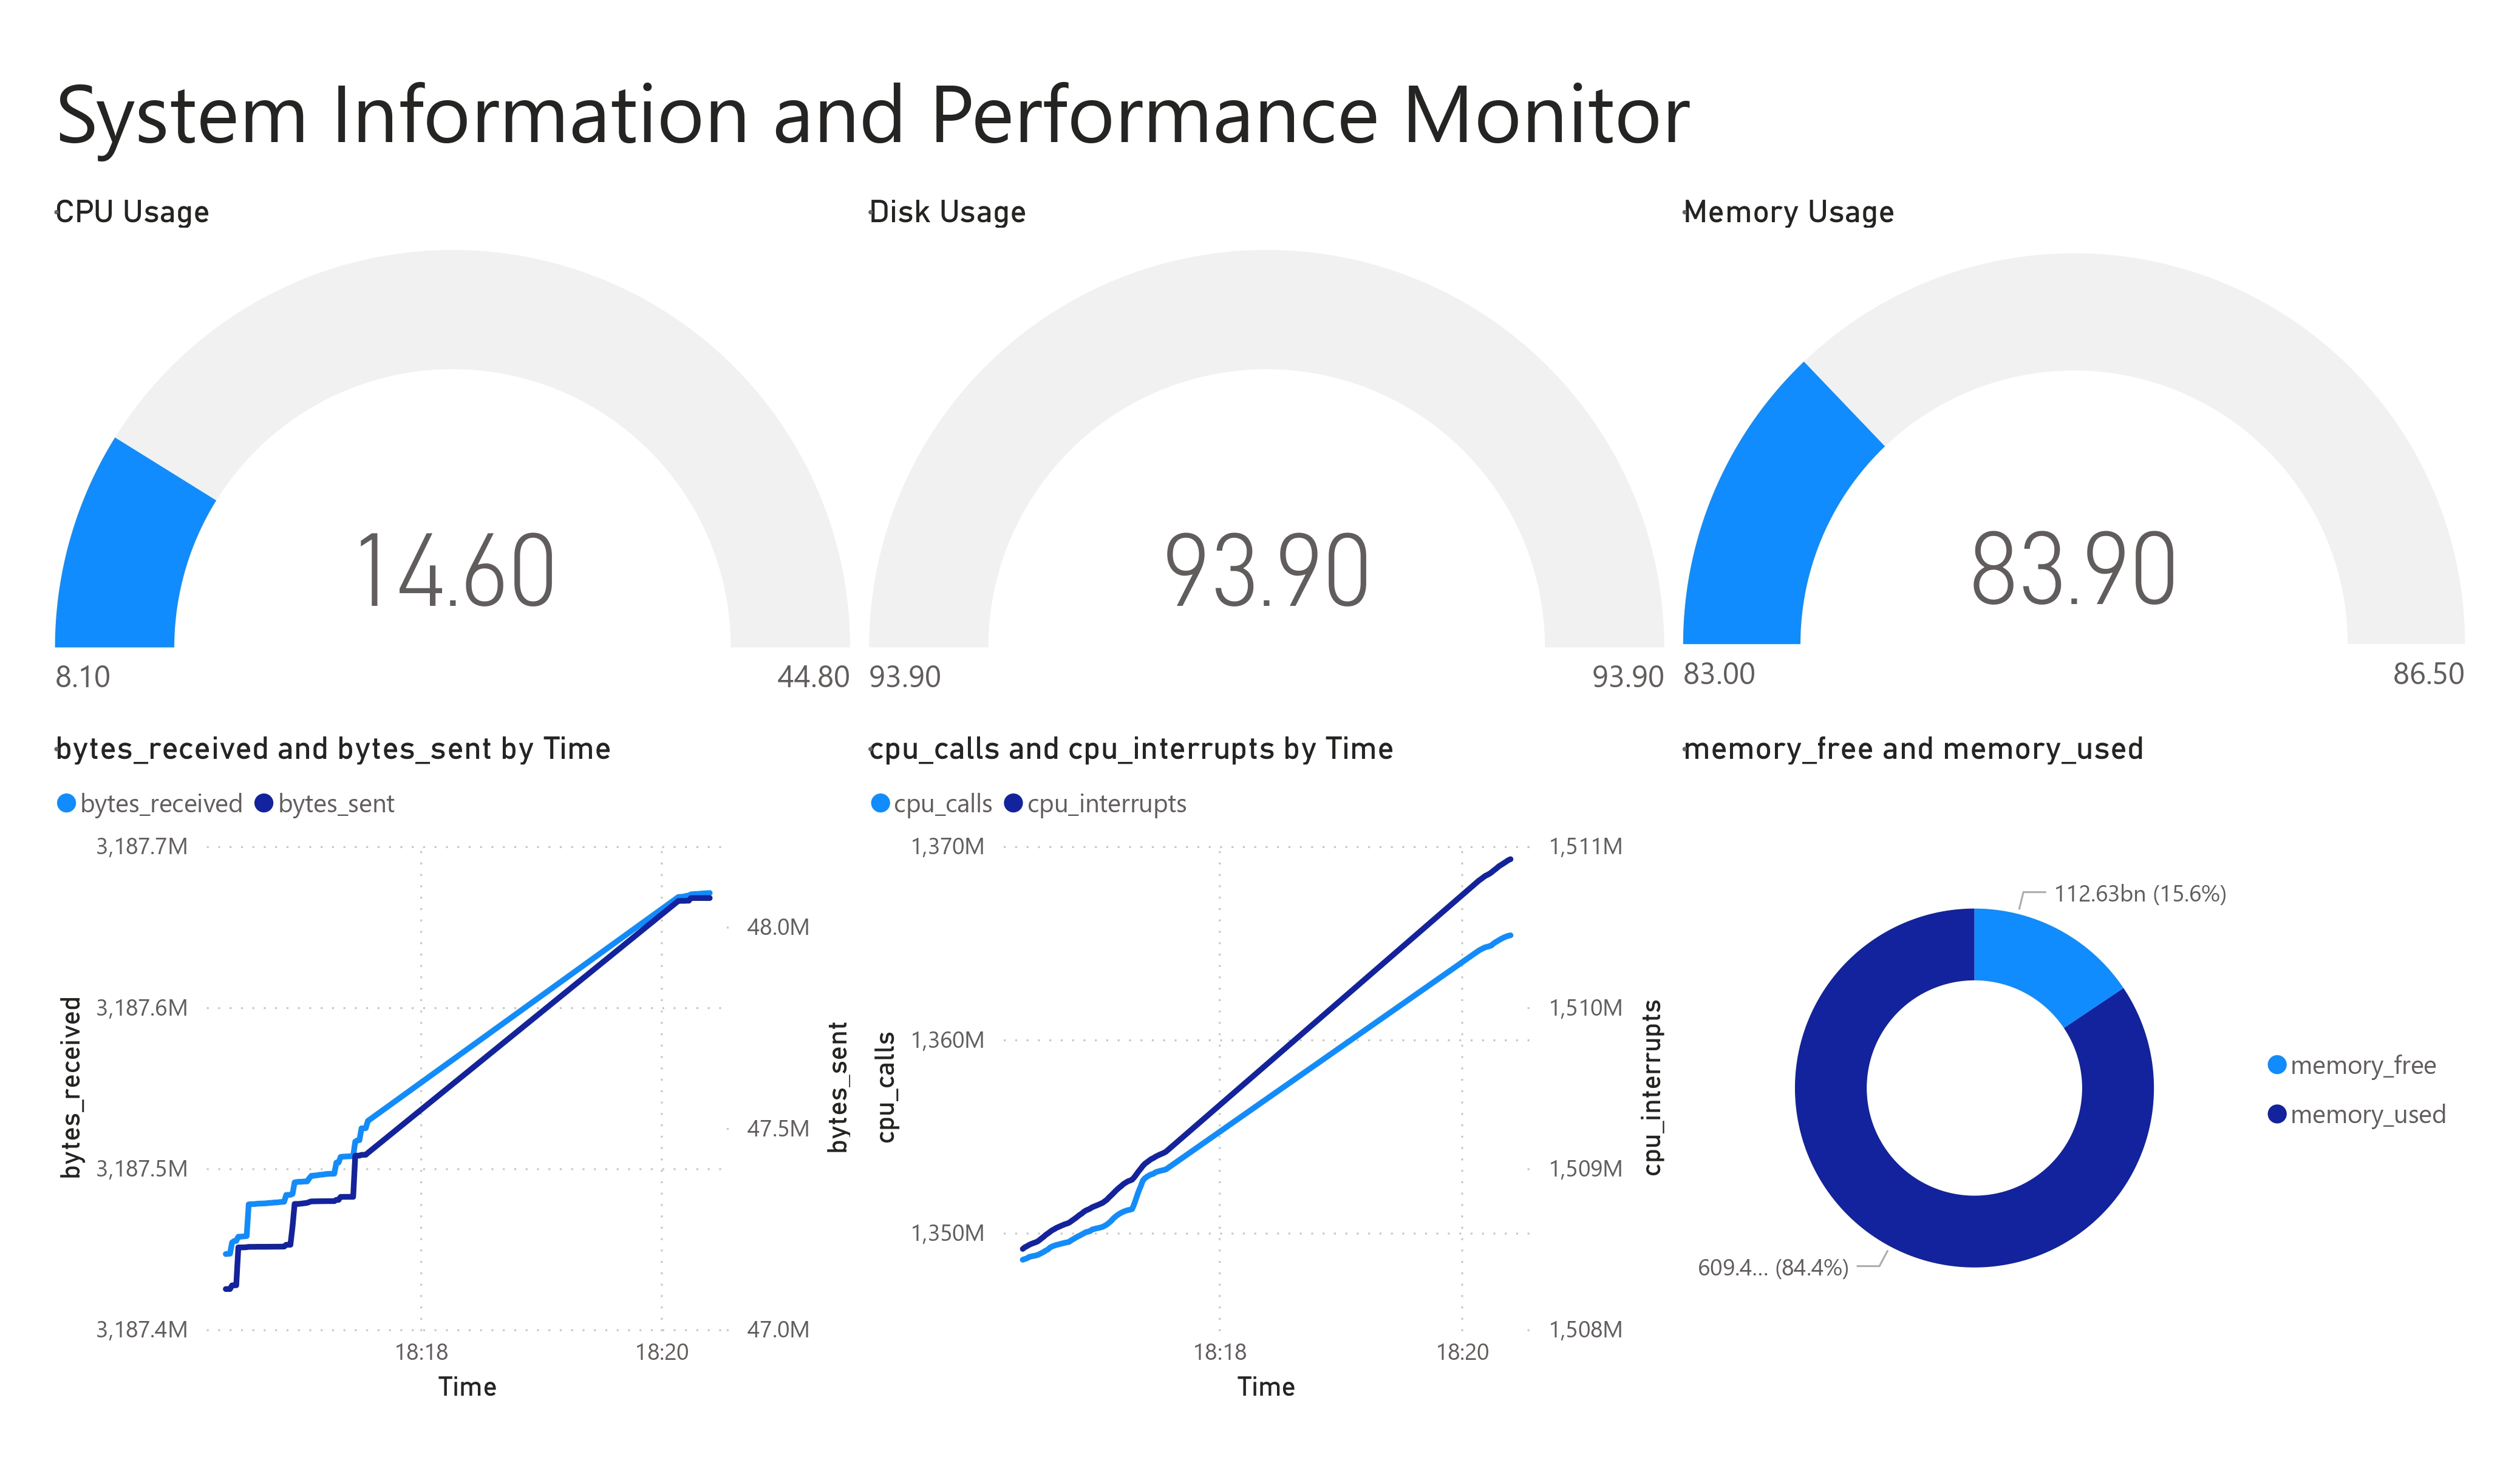 System Information and Performance Monitor
CPU Usage
14.60
8.10
44.80
Disk Usage
93.90
93.90
93.90
Memory Usage
83.90
83.00
86.50
bytes_received and bytes_sent by Time
bytes_received
bytes_sent
3,187.7M
3,187.6M
3,187.5M
3,187.4M
bytes_received
48.0M
47.5M
47.0M
bytes_sent
18:18
18:20
Time
cpu_calls and cpu_interrupts by Time
cpu_calls
cpu_interrupts
1,370M
1,360M
1,350M
cpu_calls
1,511M
1,510M
1,509M
1,508M
cpu_interrupts
18:18
18:20
Time
memory_free and memory_used
112.63bn (15.6%)
609.4... (84.4%)
memory_free
memory_used